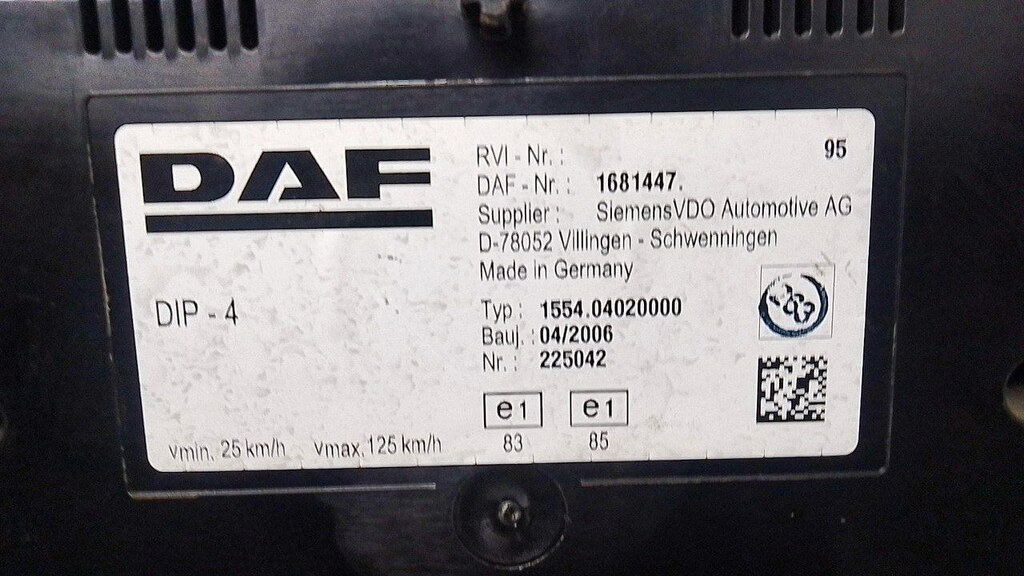 DAF
DIP - 4
vmin. 25 km/h vmax. 125 km/h
RVI - Nr. : 95
DAF - Nr. : 1681447.
Supplier : SiemensVDO Automotive AG
D-78052 Villingen - Schwenningen
Made in Germany
Typ : 1554.04020000
Bauj. : 04/2006
Nr. : 225042
e1 e1
83 85
287